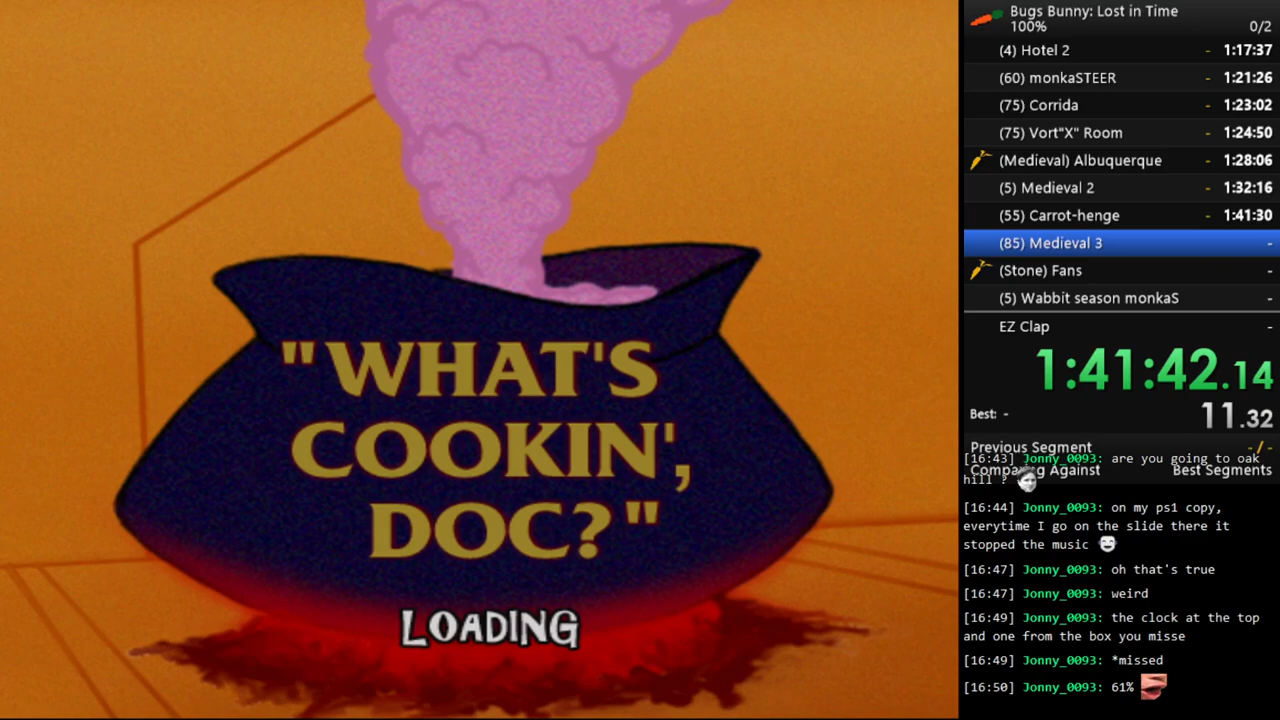 "WHAT'S
COOKIN',
DOC?"
LOADING
Bugs Bunny: Lost in Time
100% 0/2
(4) Hotel 2 - 1:17:37
(60) monkaSTEER - 1:21:26
(75) Corrida - 1:23:02
(75) Vort"X" Room - 1:24:50
(Medieval) Albuquerque - 1:28:06
(5) Medieval 2 - 1:32:16
(55) Carrot-henge - 1:41:30
(85) Medieval 3 -
(Stone) Fans -
(5) Wabbit season monkaS -
EZ Clap -
1:41:42.14
Best: - 11.32
Previous Segment - / -
[16:43] Jonny_0093: are you going to oak
Comparing Against Best Segments
hill ?
[16:44] Jonny_0093: on my ps1 copy,
everytime I go on the slide there it
stopped the music
[16:47] Jonny_0093: oh that's true
[16:47] Jonny_0093: weird
[16:49] Jonny_0093: the clock at the top
and one from the box you misse
[16:49] Jonny_0093: *missed
[16:50] Jonny_0093: 61%